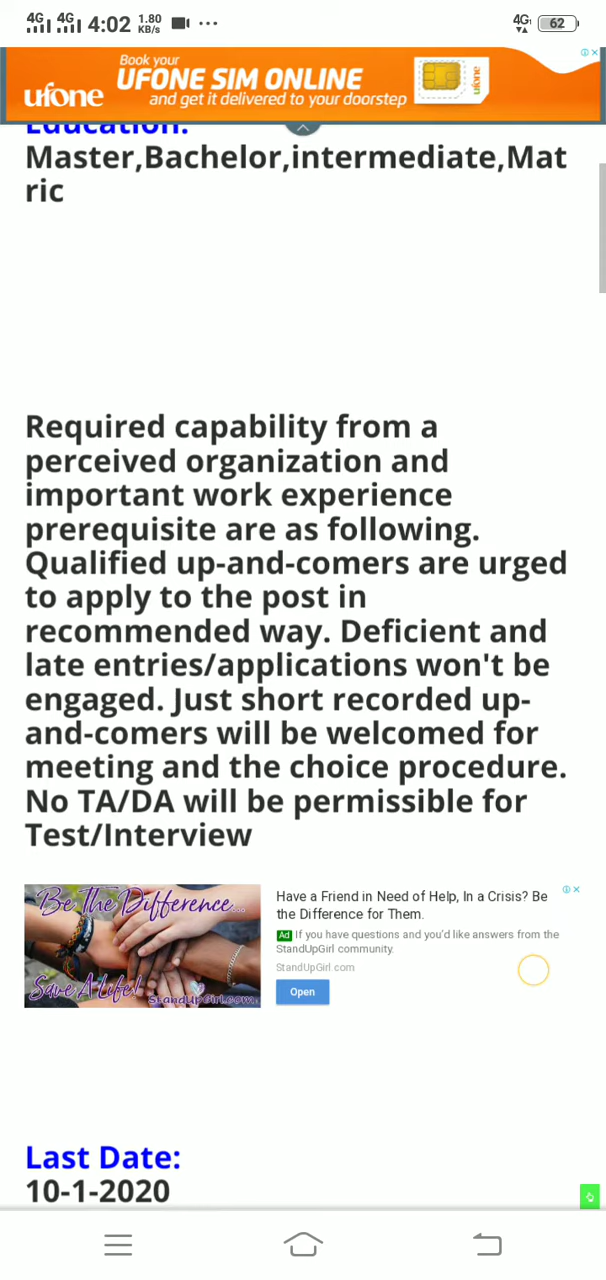 4G 4G 4:02 1.80 KB/s ... 4G 62
Book your
UFONE SIM ONLINE
and get it delivered to your doorstep
ufone
ufone
Education:
Master,Bachelor,intermediate,Mat
ric
Required capability from a
perceived organization and
important work experience
prerequisite are as following.
Qualified up-and-comers are urged
to apply to the post in
recommended way. Deficient and
late entries/applications won't be
engaged. Just short recorded up-
and-comers will be welcomed for
meeting and the choice procedure.
No TA/DA will be permissible for
Test/Interview
Be The Difference...
Save A Life!
StandUpGirl.com
Have a Friend in Need of Help, In a Crisis? Be
the Difference for Them.
Ad If you have questions and you'd like answers from the
StandUpGirl community.
StandUpGirl.com
Open
Last Date:
10-1-2020